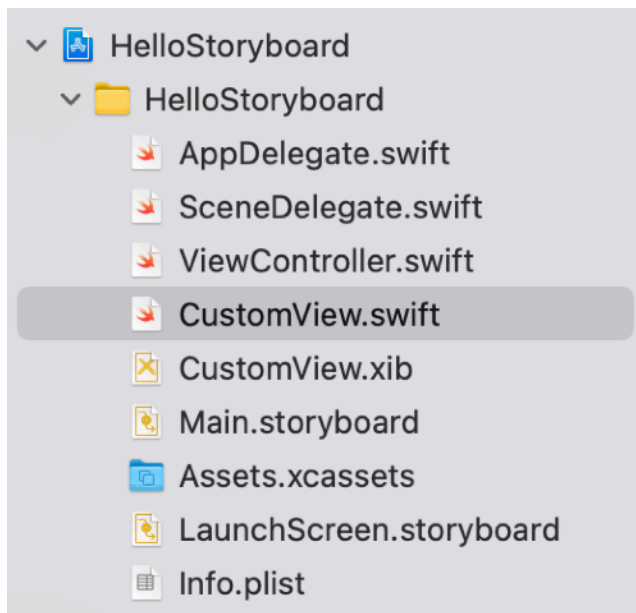 HelloStoryboard
HelloStoryboard
AppDelegate.swift
SceneDelegate.swift
ViewController.swift
CustomView.swift
CustomView.xib
Main.storyboard
Assets.xcassets
LaunchScreen.storyboard
Info.plist